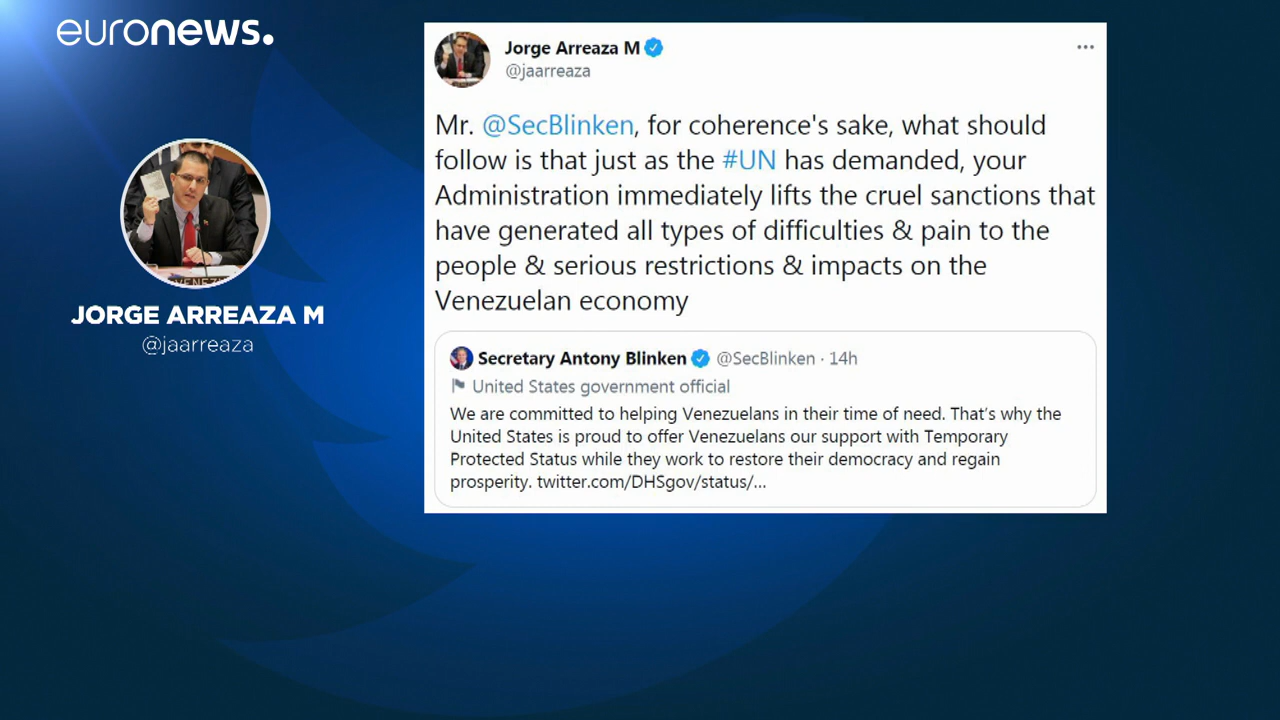 euronews.
JORGE ARREAZA M
@jaarreaza
Jorge Arreaza M
@jaarreaza
Mr. @SecBlinken, for coherence's sake, what should
follow is that just as the #UN has demanded, your
Administration immediately lifts the cruel sanctions that
have generated all types of difficulties & pain to the
people & serious restrictions & impacts on the
Venezuelan economy
Secretary Antony Blinken @SecBlinken · 14h
United States government official
We are committed to helping Venezuelans in their time of need. That's why the
United States is proud to offer Venezuelans our support with Temporary
Protected Status while they work to restore their democracy and regain
prosperity. twitter.com/DHSgov/status/...